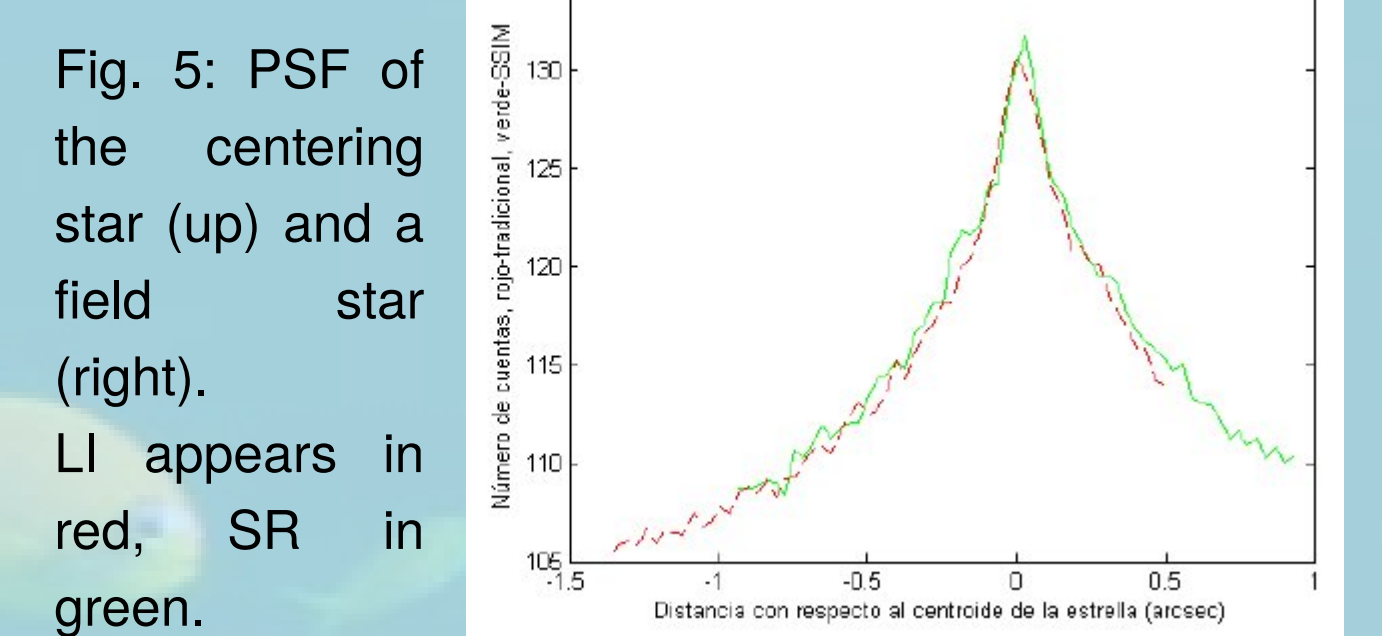 Fig. 5: PSF of
the centering
star (up) and a
field star
(right).
LI appears in
red, SR in
green.
Número de cuentas, rojo-tradicional, verde-SSIM
130
125
120
115
110
105
-1.5
-1
-0.5
0
0.5
1
Distancia con respecto al centroide de la estrella (arcsec)